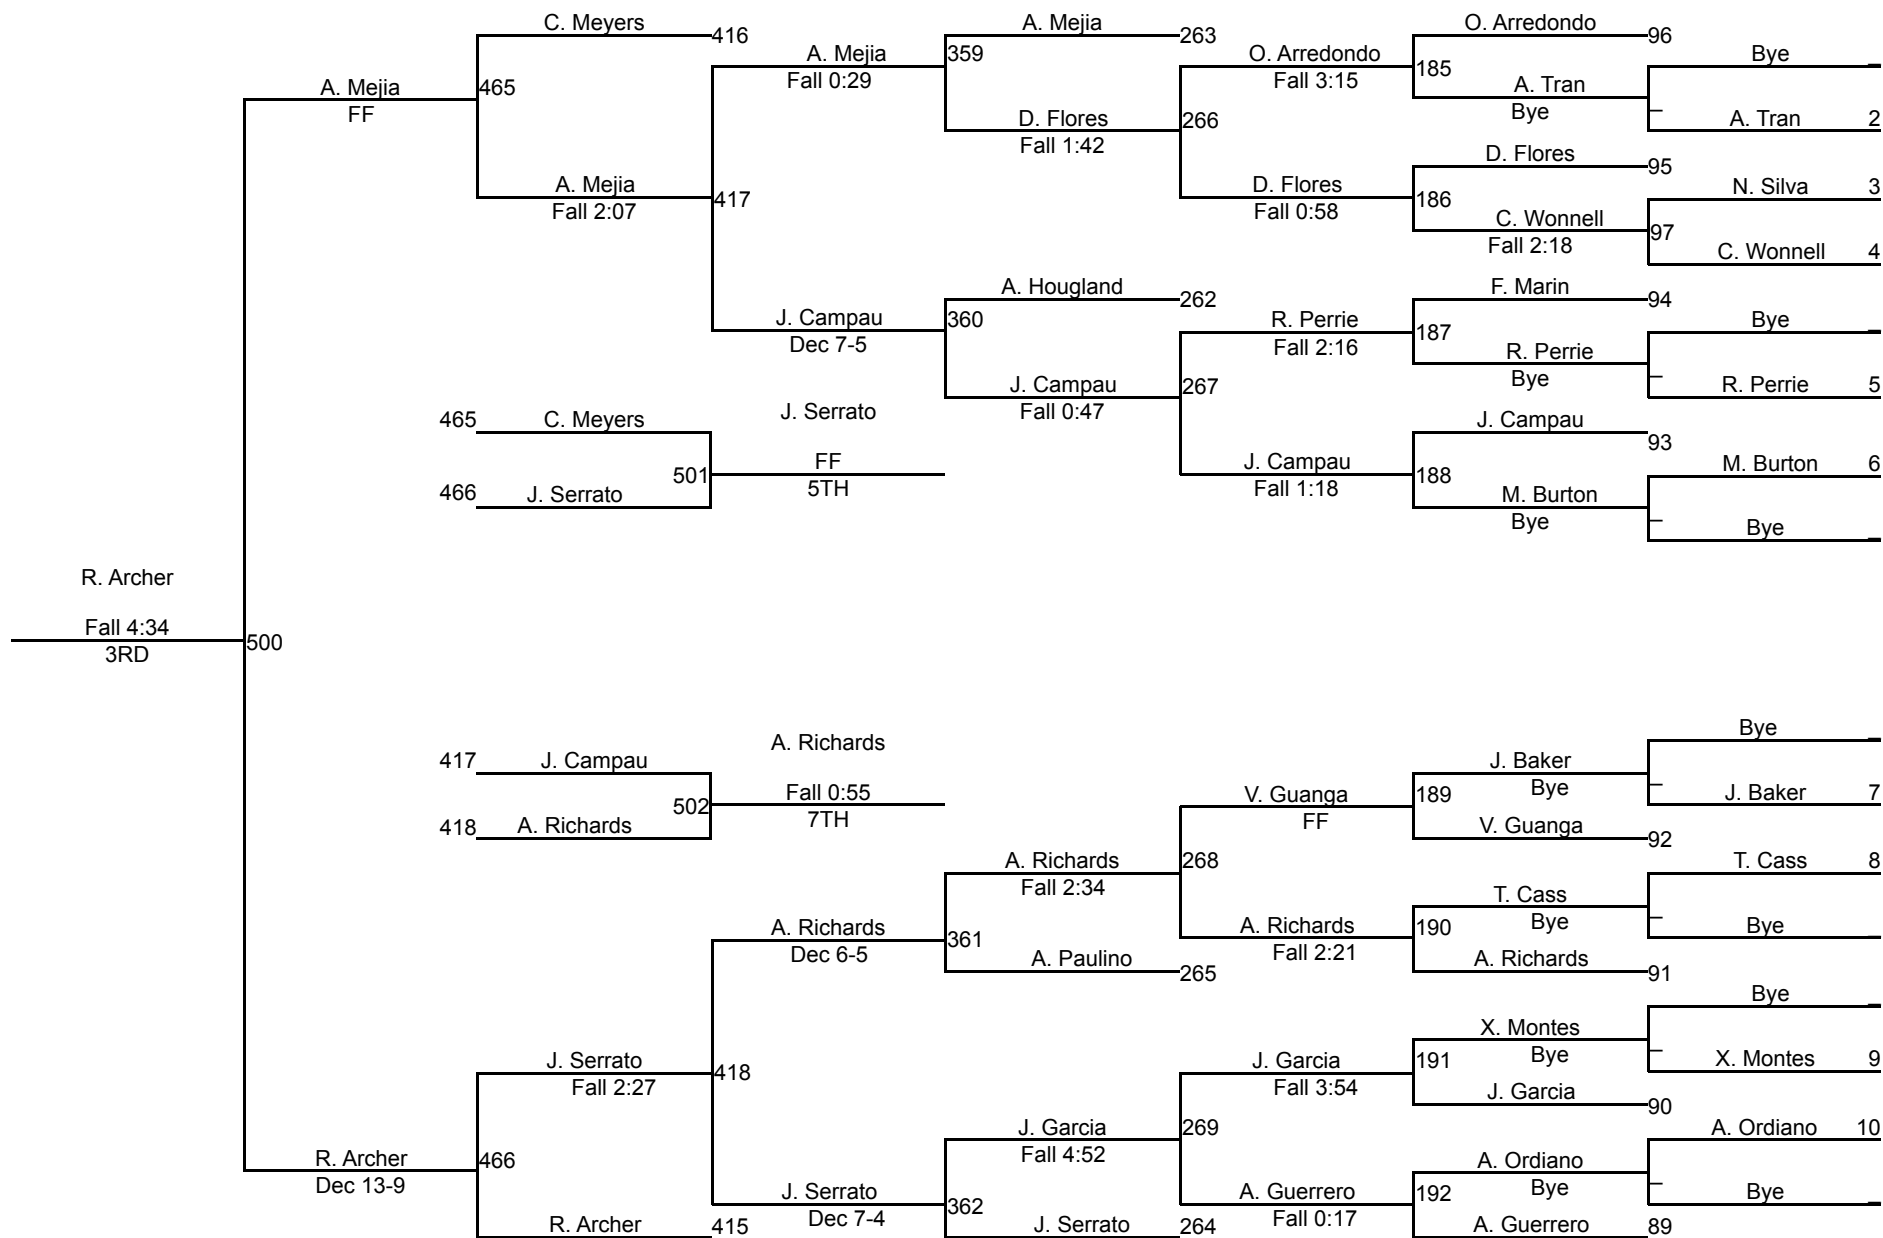 C. Meyers
416
A. Mejia
263
O. Arredondo
96
A. Mejia
359
O. Arredondo
Bye
_
Fall 0:29
Fall 3:15
185
A. Mejia
465
A. Tran
FF
Bye
_
D. Flores
266
A. Tran
2
Fall 1:42
D. Flores
95
A. Mejia
417
D. Flores
186
N. Silva
3
Fall 2:07
Fall 0:58
C. Wonnell
97
Fall 2:18
C. Wonnell
4
A. Hougland
262
F. Marin
94
J. Campau
360
R. Perrie
187
Bye
_
Dec 7-5
Fall 2:16
R. Perrie
Bye
_
J. Campau
267
R. Perrie
5
Fall 0:47
465
C. Meyers
J. Serrato
J. Campau
93
501
FF
J. Campau
188
M. Burton
6
5TH
Fall 1:18
466
J. Serrato
M. Burton
Bye
_
Bye
_
R. Archer
Fall 4:34
500
3RD
A. Richards
Bye
_
417
J. Campau
J. Baker
502
Fall 0:55
V. Guanga
189
Bye
_
J. Baker
7
7TH
FF
418
A. Richards
V. Guanga
92
A. Richards
268
T. Cass
8
Fall 2:34
T. Cass
A. Richards
361
A. Richards
190
Bye
_
Bye
_
Dec 6-5
Fall 2:21
A. Paulino
265
A. Richards
91
Bye
_
X. Montes
J. Serrato
418
J. Garcia
191
Bye
_
X. Montes
9
Fall 2:27
Fall 3:54
J. Garcia
90
J. Garcia
269
A. Ordiano
10
Fall 4:52
R. Archer
466
A. Ordiano
Dec 13-9
J. Serrato
362
A. Guerrero
192
Bye
_
Bye
_
Dec 7-4
Fall 0:17
R. Archer
415
J. Serrato
264
A. Guerrero
89